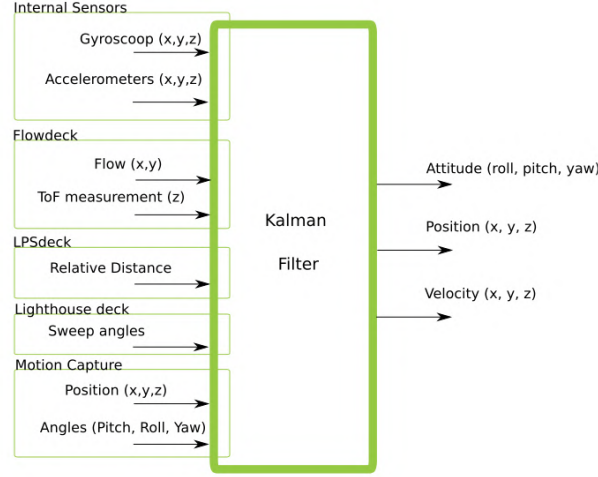 Internal Sensors
Gyroscoop (x,y,z)
Accelerometers (x,y,z)
Flowdeck
Flow (x,y)
ToF measurement (z)
LPSdeck
Relative Distance
Lighthouse deck
Sweep angles
Motion Capture
Position (x,y,z)
Angles (Pitch, Roll, Yaw)
Kalman
Filter
Attitude (roll, pitch, yaw)
Position (x, y, z)
Velocity (x, y, z)